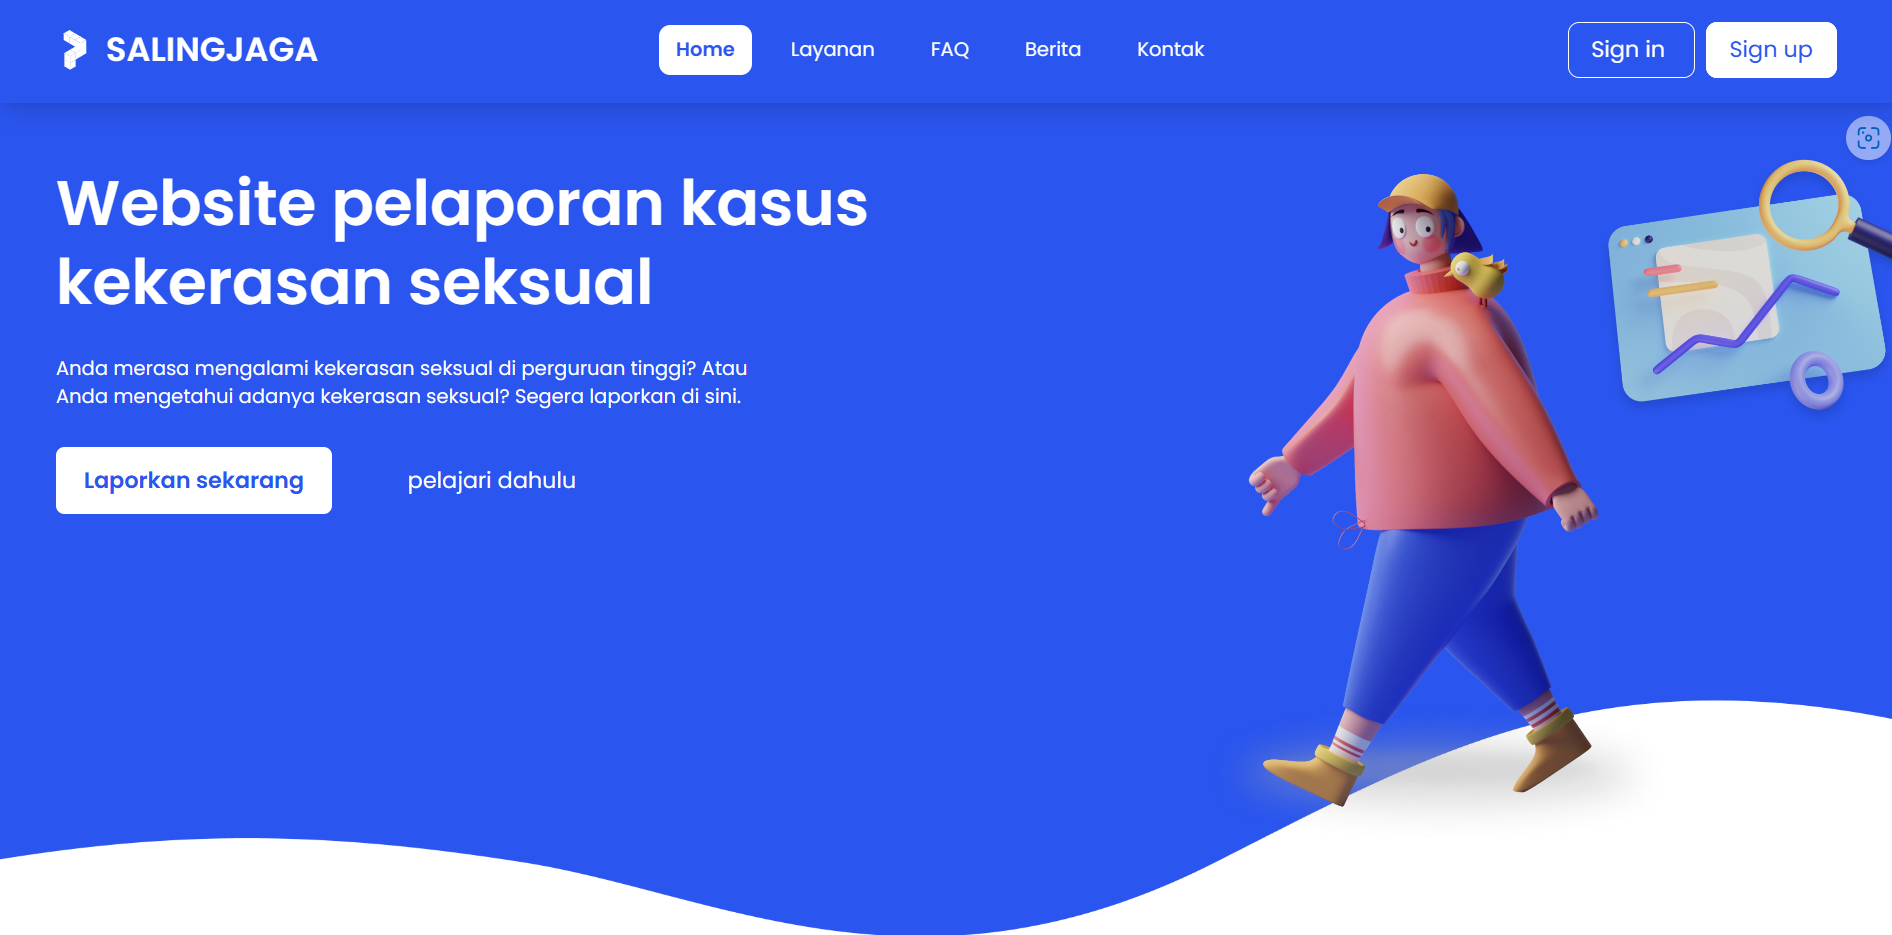 SALINGJAGA
Home
Layanan
FAQ
Berita
Kontak
Sign in
Sign up
Website pelaporan kasus
kekerasan seksual
Anda merasa mengalami kekerasan seksual di perguruan tinggi? Atau
Anda mengetahui adanya kekerasan seksual? Segera laporkan di sini.
Laporkan sekarang
pelajari dahulu